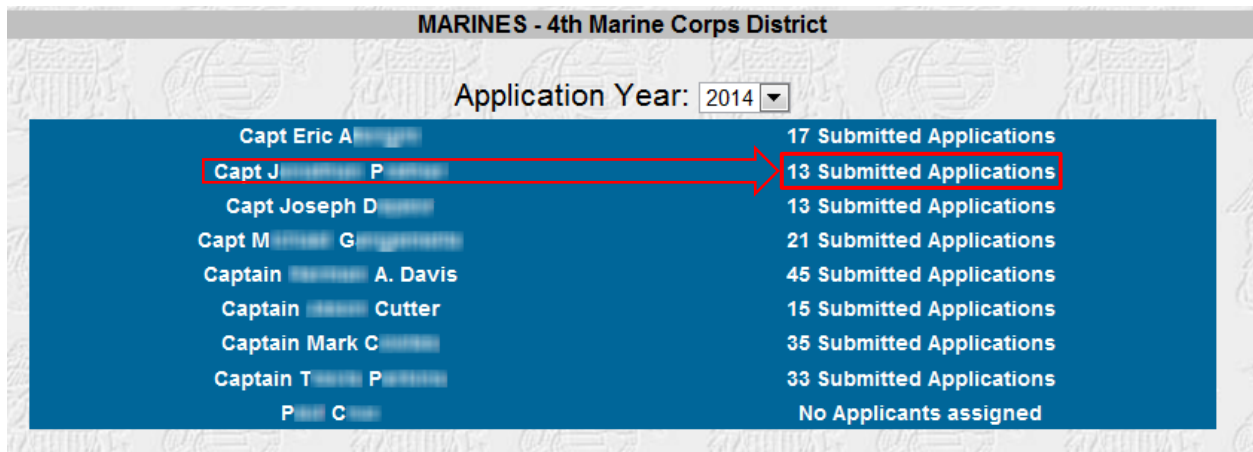 MARINES - 4th Marine Corps District
Application Year: 2014
Capt Eric A 17 Submitted Applications
Capt J P 13 Submitted Applications
Capt Joseph D 13 Submitted Applications
Capt M G 21 Submitted Applications
Captain A. Davis 45 Submitted Applications
Captain Cutter 15 Submitted Applications
Captain Mark C 35 Submitted Applications
Captain T P 33 Submitted Applications
P C No Applicants assigned